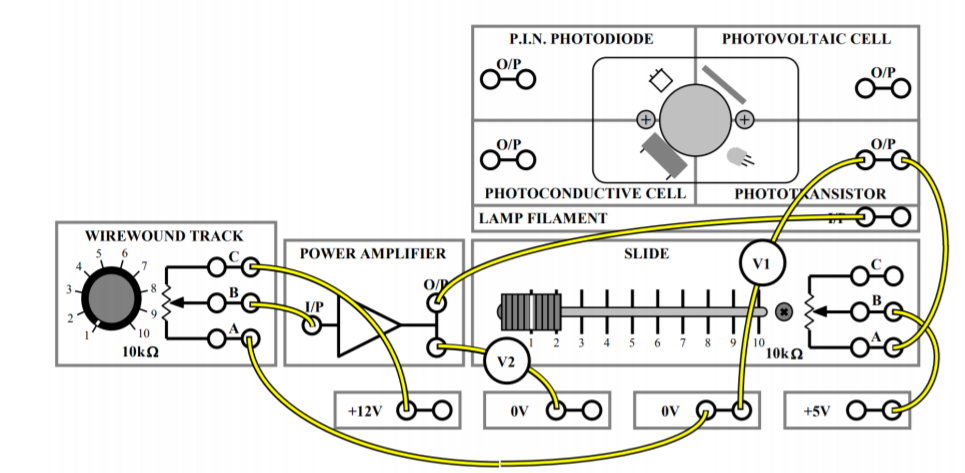 P.I.N. PHOTODIODE
PHOTOVOLTAIC CELL
O/P
O/P
O/P
O/P
PHOTOCONDUCTIVE CELL
PHOTOTRANSISTOR
LAMP FILAMENT
I/P
WIREWOUND TRACK
1
2
3
4
5
6
7
8
9
10
10kΩ
C
B
A
POWER AMPLIFIER
I/P
O/P
SLIDE
V1
1 2 3 4 5 6 7 8 9 10
10kΩ
C
B
A
V2
+12V
0V
0V
+5V